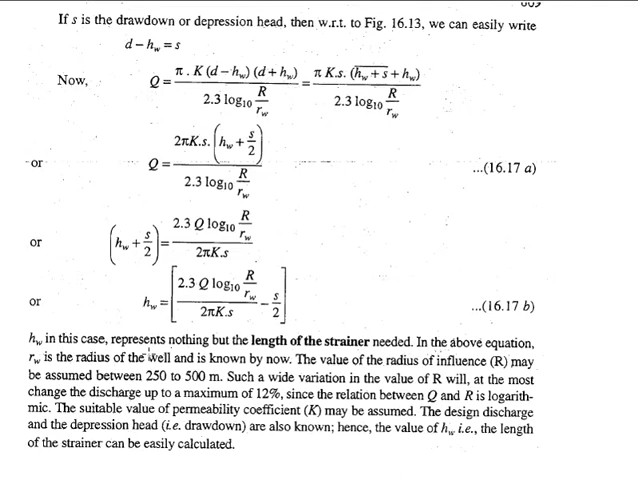 If s is the drawdown or depression head, then w.r.t. to Fig. 16.13, we can easily write
d – h_w = s
Now, Q = π . K (d – h_w) (d + h_w) / 2.3 log₁₀ R/r_w = π K.s. (h_w + s + h_w) / 2.3 log₁₀ R/r_w
or Q = 2πK.s. (h_w + s/2) / 2.3 log₁₀ R/r_w ...(16.17 a)
or (h_w + s/2) = 2.3 Q log₁₀ R/r_w / 2πK.s
or h_w = [2.3 Q log₁₀ R/r_w / 2πK.s – s/2] ...(16.17 b)
h_w in this case, represents nothing but the length of the strainer needed. In the above equation,
r_w is the radius of the well and is known by now. The value of the radius of influence (R) may
be assumed between 250 to 500 m. Such a wide variation in the value of R will, at the most
change the discharge up to a maximum of 12%, since the relation between Q and R is logarith-
mic. The suitable value of permeability coefficient (K) may be assumed. The design discharge
and the depression head (i.e. drawdown) are also known; hence, the value of h_w i.e., the length
of the strainer can be easily calculated.